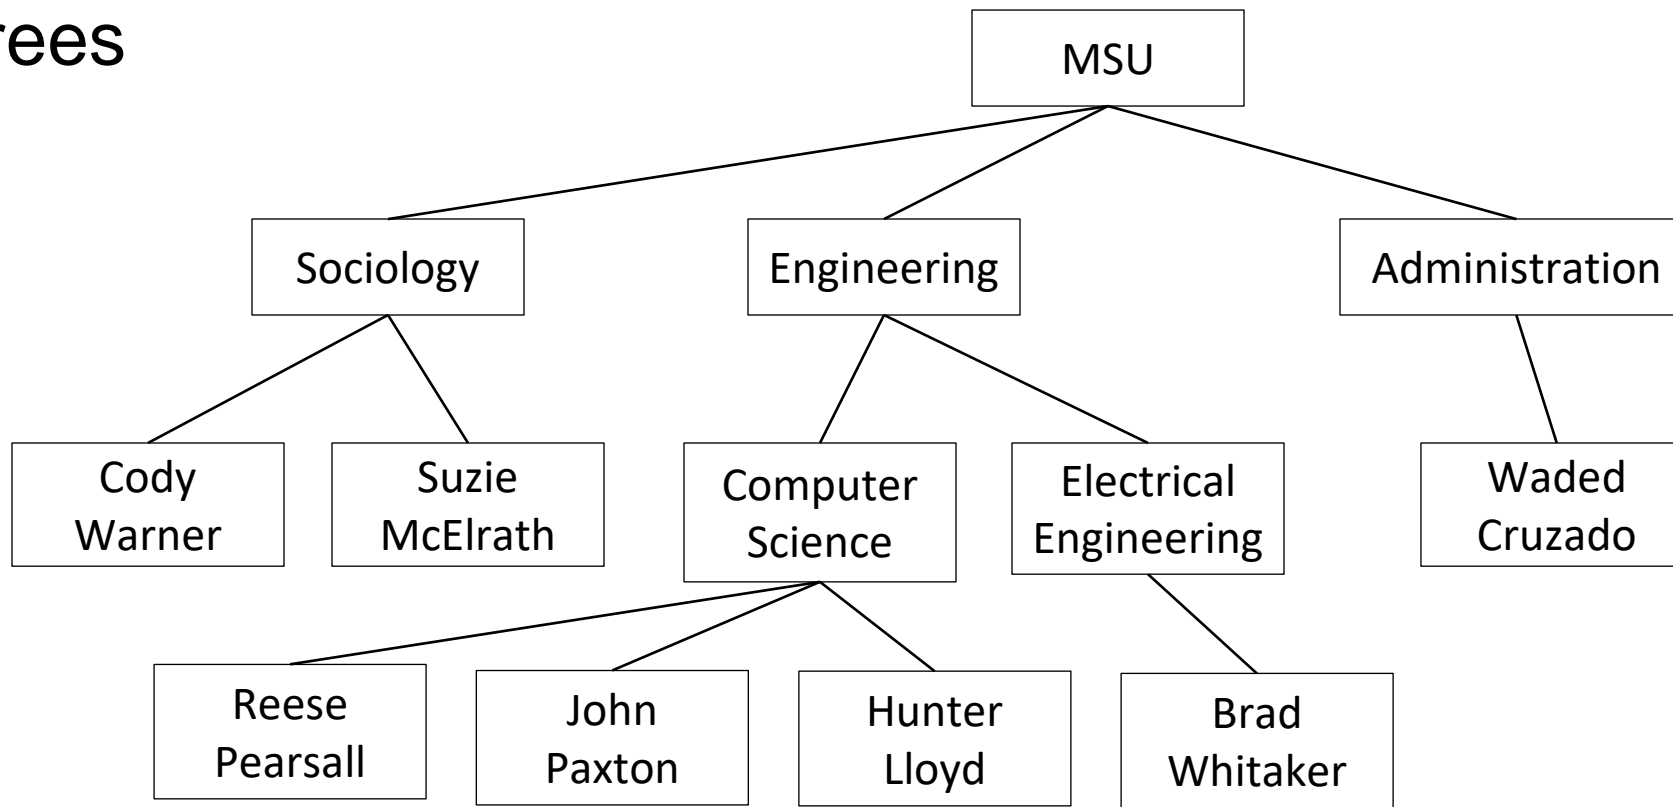 rees
MSU
Sociology
Engineering
Administration
Cody
Warner
Suzie
McElrath
Computer
Science
Electrical
Engineering
Waded
Cruzado
Reese
Pearsall
John
Paxton
Hunter
Lloyd
Brad
Whitaker